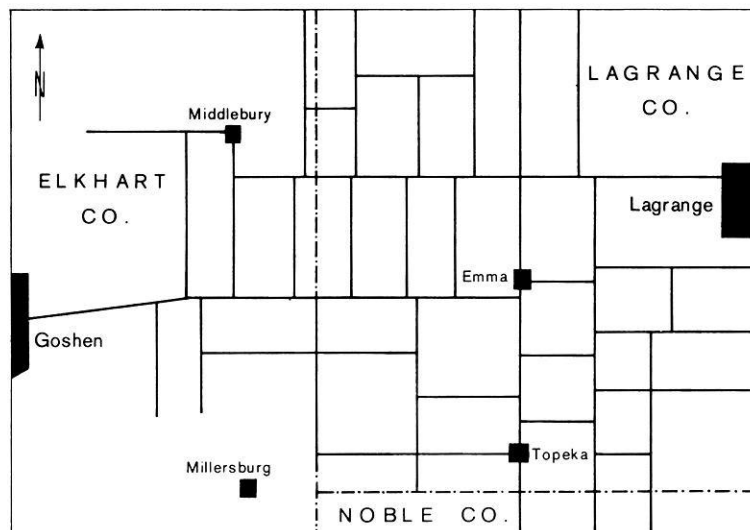 N
LAGRANGE
CO.
Middlebury
ELKHART
CO.
Lagrange
Emma
Goshen
Topeka
Millersburg
NOBLE CO.